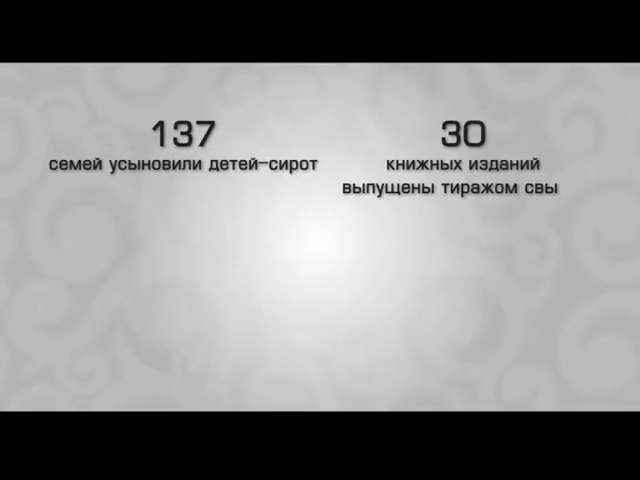 137
семей усыновили детей-сирот
30
книжных изданий
выпущены тиражом свы